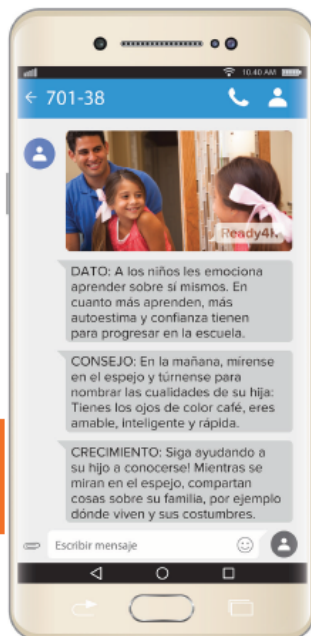 10.40 AM
← 701-38
Ready4K
DATO: A los niños les emociona
aprender sobre sí mismos. En
cuanto más aprenden, más
autoestima y confianza tienen
para progresar en la escuela.
CONSEJO: En la mañana, mírense
en el espejo y túrnense para
nombrar las cualidades de su hija:
Tienes los ojos de color café, eres
amable, inteligente y rápida.
CRECIMIENTO: Siga ayudando a
su hijo a conocerse! Mientras se
miran en el espejo, compartan
cosas sobre su familia, por ejemplo
dónde viven y sus costumbres.
Escribir mensaje